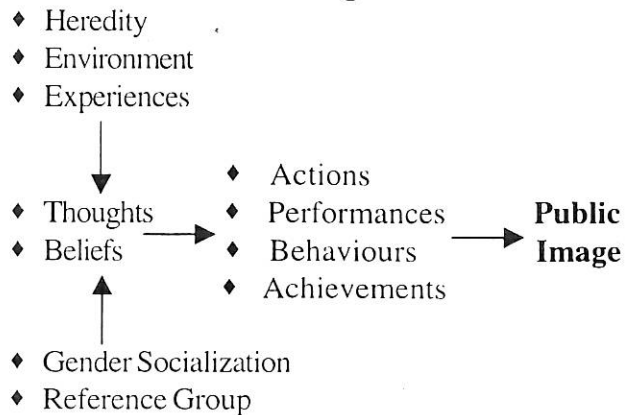 ♦ Heredity
♦ Environment
♦ Experiences
♦ Actions
♦ Thoughts
♦ Performances
Public
♦ Beliefs
♦ Behaviours
Image
♦ Achievements
♦ Gender Socialization
♦ Reference Group